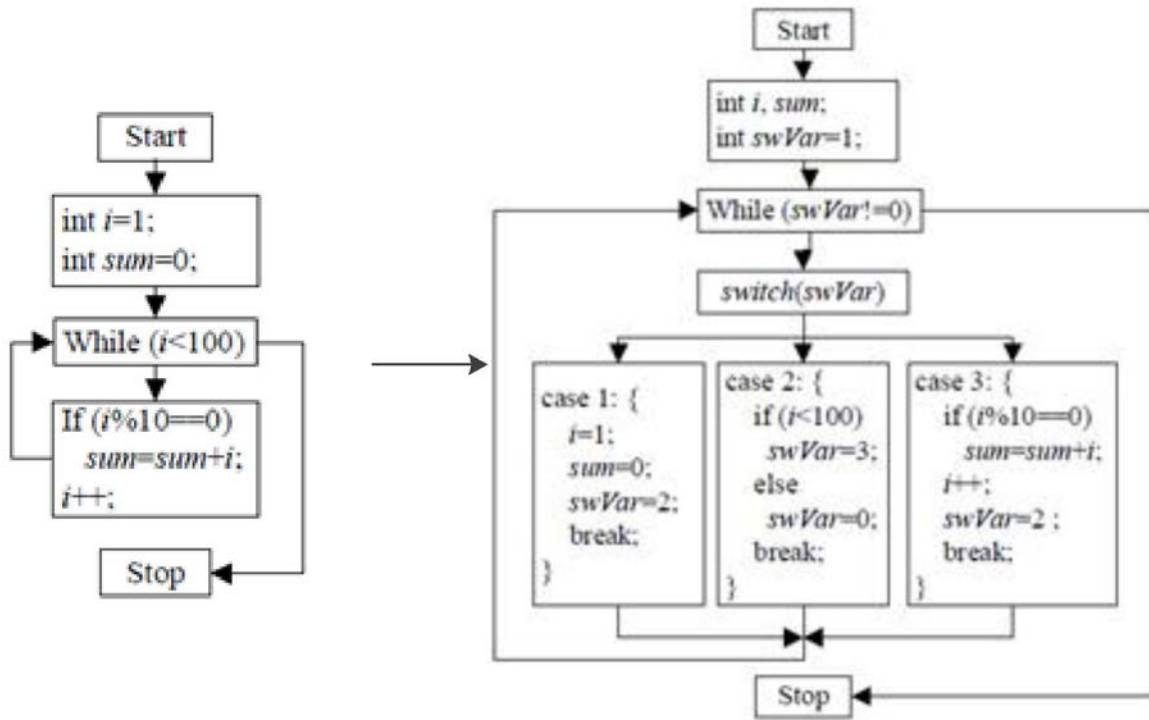 Start
int i=1;
int sum=0;
While (i<100)
If (i%10==0)
sum=sum+i;
i++;
Stop
Start
int i, sum;
int swVar=1;
While (swVar!=0)
switch(swVar)
case 1: {
i=1;
sum=0;
swVar=2;
break;
}
case 2: {
if (i<100)
swVar=3;
else
swVar=0;
break;
}
case 3: {
if (i%10==0)
sum=sum+i;
i++;
swVar=2 ;
break;
}
Stop